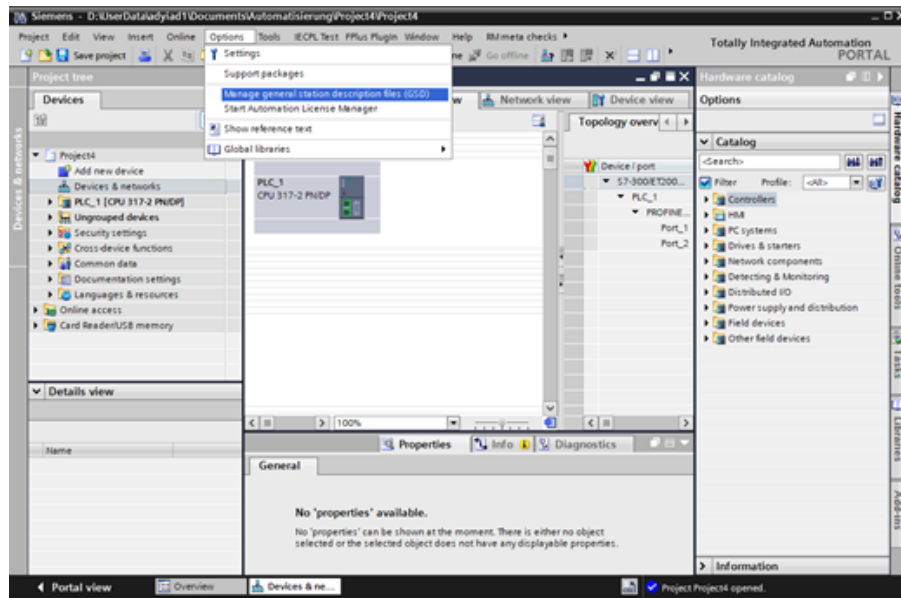 Siemens - D:\UserData\adyiad1\Documents\Automatisierung\Project4\Project4
Project Edit View Insert Online Options Tools IECPL Test FPlus Plugin Window Help RM meta checks
Totally Integrated Automation
PORTAL
Save project
Go offline
Settings
Support packages
Manage general station description files (GSD)
Start Automation License Manager
Show reference text
Global libraries
Project tree
Devices
Project4
Add new device
Devices & networks
PLC_1 [CPU 317-2 PN/DP]
Ungrouped devices
Security settings
Cross-device functions
Common data
Documentation settings
Languages & resources
Online access
Card Reader/USB memory
Details view
Name
Devices & networks
Network view
Device view
PLC_1
CPU 317-2 PN/DP
100%
Topology overv
Device / port
S7-300/ET200...
PLC_1
PROFINE...
Port_1
Port_2
Properties
Info
Diagnostics
General
No 'properties' available.
No 'properties' can be shown at the moment. There is either no object
selected or the selected object does not have any displayable properties.
Hardware catalog
Options
Catalog
<Search>
Filter Profile: <All>
Controllers
HMI
PC systems
Drives & starters
Network components
Detecting & Monitoring
Distributed I/O
Power supply and distribution
Field devices
Other field devices
Information
Hardware catalog
Online tools
Tasks
Libraries
Add-ins
Portal view
Overview
Devices & ne...
Project Project4 opened.